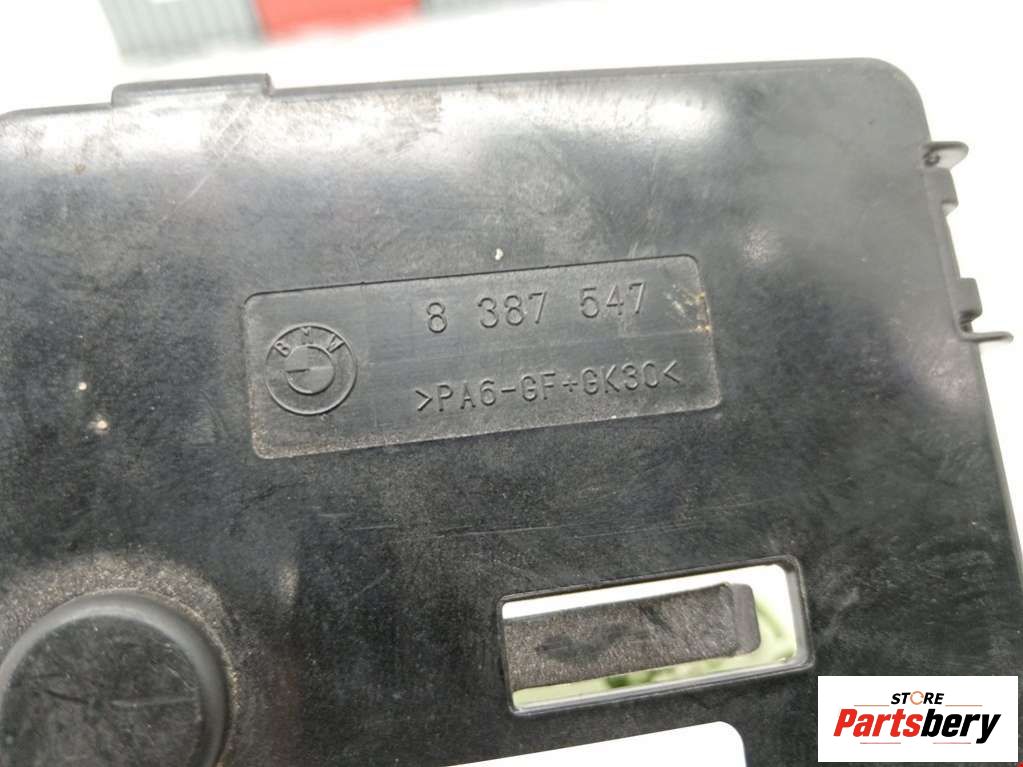 8 387 547
BMW
>PA6-GF+GK30<
STORE
Partsbery